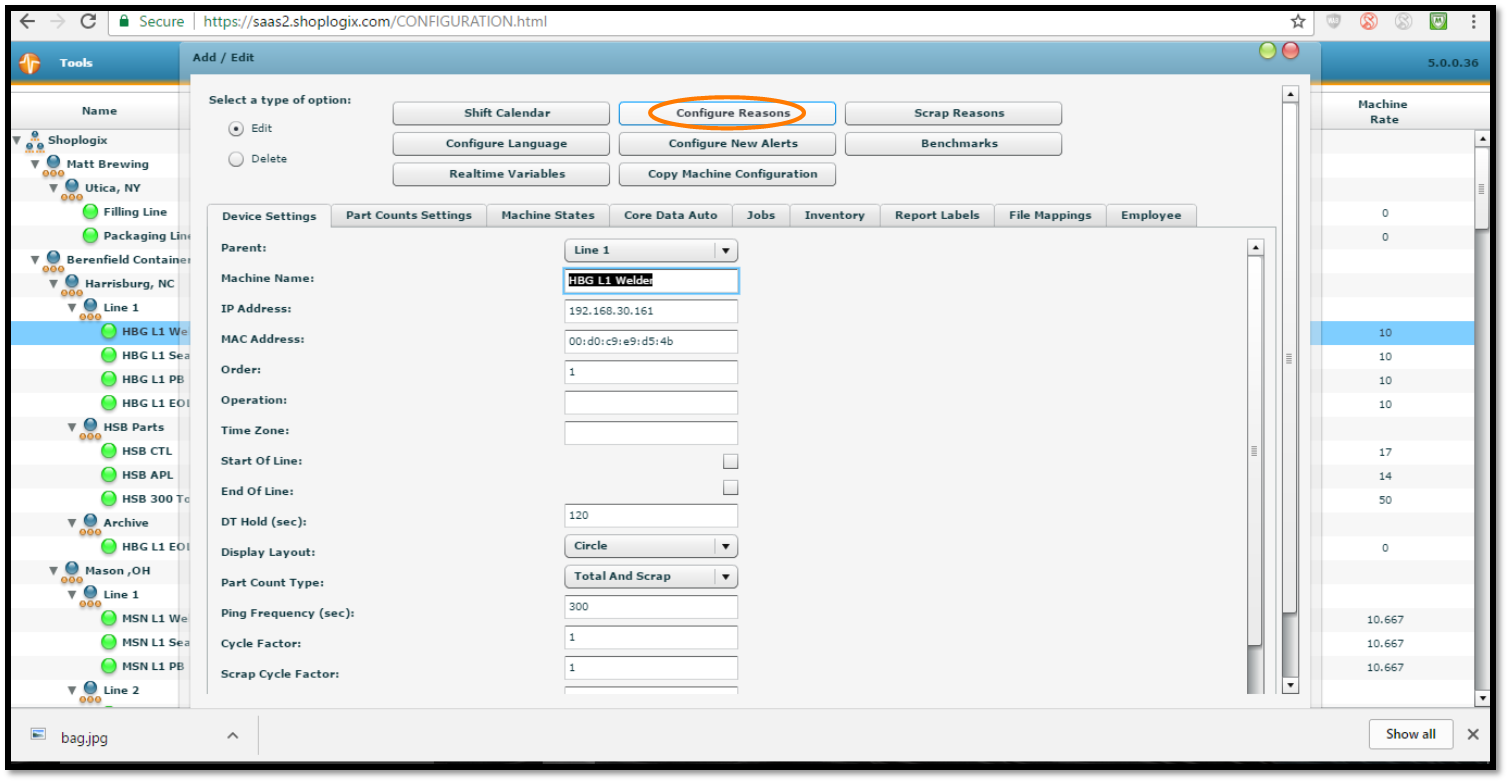 Secure https://saas2.shoplogix.com/CONFIGURATION.html
Tools
Add / Edit
5.0.0.36
Name
Machine
Rate
Select a type of option:
Edit
Delete
Shift Calendar
Configure Reasons
Scrap Reasons
Configure Language
Configure New Alerts
Benchmarks
Realtime Variables
Copy Machine Configuration
Device Settings
Part Counts Settings
Machine States
Core Data Auto
Jobs
Inventory
Report Labels
File Mappings
Employee
Shoplogix
Matt Brewing
Utica, NY
Filling Line
0
Packaging Line
0
Berenfield Container
Harrisburg, NC
Line 1
HBG L1 We
10
HBG L1 Sea
10
HBG L1 PB
10
HBG L1 EOL
10
HSB Parts
HSB CTL
17
HSB APL
14
HSB 300 To
50
Archive
HBG L1 EOL
0
Mason ,OH
Line 1
MSN L1 We
10.667
MSN L1 Sea
10.667
MSN L1 PB
10.667
Line 2
Parent:
Line 1
Machine Name:
HBG L1 Welder
IP Address:
192.168.30.161
MAC Address:
00:d0:c9:e9:d5:4b
Order:
1
Operation:
Time Zone:
Start Of Line:
End Of Line:
DT Hold (sec):
120
Display Layout:
Circle
Part Count Type:
Total And Scrap
Ping Frequency (sec):
300
Cycle Factor:
1
Scrap Cycle Factor:
1
bag.jpg
Show all